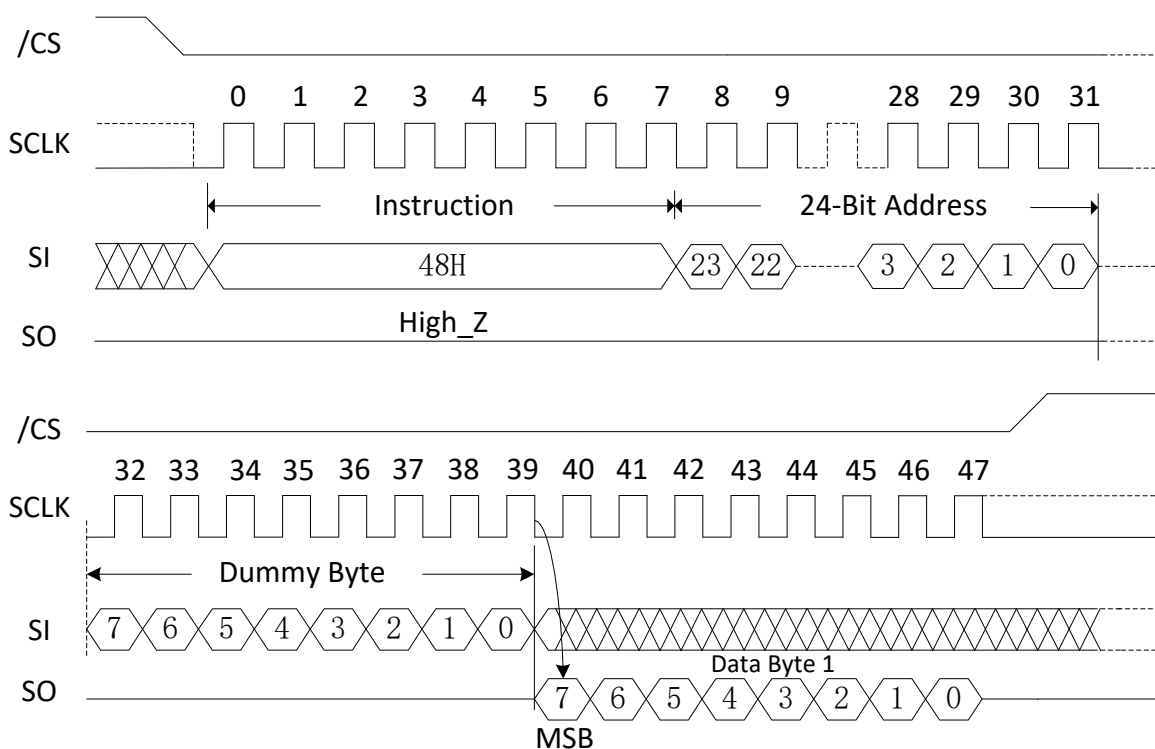 /CS
0 1 2 3 4 5 6 7 8 9 28 29 30 31
SCLK
Instruction 24-Bit Address
SI 48H 23 22 3 2 1 0
High_Z
SO
/CS
32 33 34 35 36 37 38 39 40 41 42 43 44 45 46 47
SCLK
Dummy Byte
SI 7 6 5 4 3 2 1 0
Data Byte 1
SO 7 6 5 4 3 2 1 0
MSB